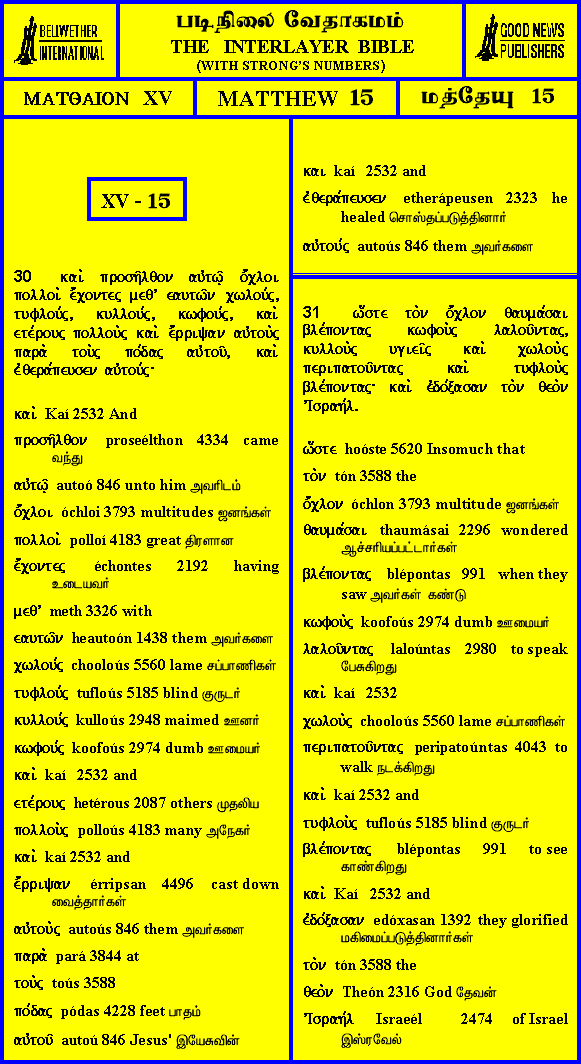 BELLWETHER
INTERNATIONAL
படிநிலை வேதாகமம்
THE INTERLAYER BIBLE
(WITH STRONG'S NUMBERS)
GOOD NEWS
PUBLISHERS
ΜΑΤΘΑΙΟΝ XV
MATTHEW 15
மத்தேயு 15
XV - 15
30 καὶ προσῆλθον αὐτῷ ὄχλοι
πολλοὶ ἔχοντες μεθ' εαυτῶν χωλούς,
τυφλούς, κυλλούς, κωφούς, καὶ
ετέρους πολλοὺς καὶ ἔρριψαν αὐτοὺς
παρὰ τοὺς πόδας αὐτοῦ, καὶ
ἐθεράπευσεν αὐτούς·
καὶ Kaí 2532 And
προσῆλθον proseélthon 4334 came
வந்து
αὐτῷ autoó 846 unto him அவரிடம்
ὄχλοι óchloi 3793 multitudes ஜனங்கள்
πολλοὶ polloí 4183 great திரளான
ἔχοντες échontes 2192 having
உடையவர்
μεθ' meth 3326 with
εαυτῶν heautoón 1438 them அவர்களை
χωλούς chooloús 5560 lame சப்பாணிகள்
τυφλούς tufloús 5185 blind குருடர்
κυλλούς kulloús 2948 maimed ஊனர்
κωφούς koofoús 2974 dumb ஊமையர்
καὶ kaí 2532 and
ετέρους hetérous 2087 others முதலிய
πολλοὺς polloús 4183 many அநேகர்
καὶ kaí 2532 and
ἔρριψαν érripsan 4496 cast down
வைத்தார்கள்
αὐτοὺς autoús 846 them அவர்களை
παρὰ pará 3844 at
τοὺς toús 3588
πόδας pódas 4228 feet பாதம்
αὐτοῦ autoú 846 Jesus' இயேசுவின்
και kaí 2532 and
ἐθεράπευσεν etherápeusen 2323 he
healed சொஸ்தப்படுத்தினார்
αὐτούς autoús 846 them அவர்களை
31 ὥστε τὸν ὄχλον θαυμάσαι
βλέποντας κωφοὺς λαλοῦντας,
κυλλοὺς υγιεῖς καὶ χωλοὺς
περιπατοῦντας καὶ τυφλοὺς
βλέποντας· καὶ ἐδόξασαν τὸν θεὸν
Ἰσραήλ.
ὥστε hoóste 5620 Insomuch that
τὸν tón 3588 the
ὄχλον óchlon 3793 multitude ஜனங்கள்
θαυμάσαι thaumásai 2296 wondered
ஆச்சரியப்பட்டார்கள்
βλέποντας blépontas 991 when they
saw அவர்கள் கண்டு
κωφοὺς koofoús 2974 dumb ஊமையர்
λαλοῦντας laloúntas 2980 to speak
பேசுகிறது
καὶ kaí 2532
χωλοὺς chooloús 5560 lame சப்பாணிகள்
περιπατοῦντας peripatoúntas 4043 to
walk நடக்கிறது
καὶ kaí 2532 and
τυφλοὺς tufloús 5185 blind குருடர்
βλέποντας blépontas 991 to see
காண்கிறது
καὶ Kaí 2532 and
ἐδόξασαν edóxasan 1392 they glorified
மகிமைப்படுத்தினார்கள்
τὸν tón 3588 the
θεὸν Theón 2316 God தேவன்
Ἰσραήλ Israeél 2474 of Israel
இஸ்ரவேல்